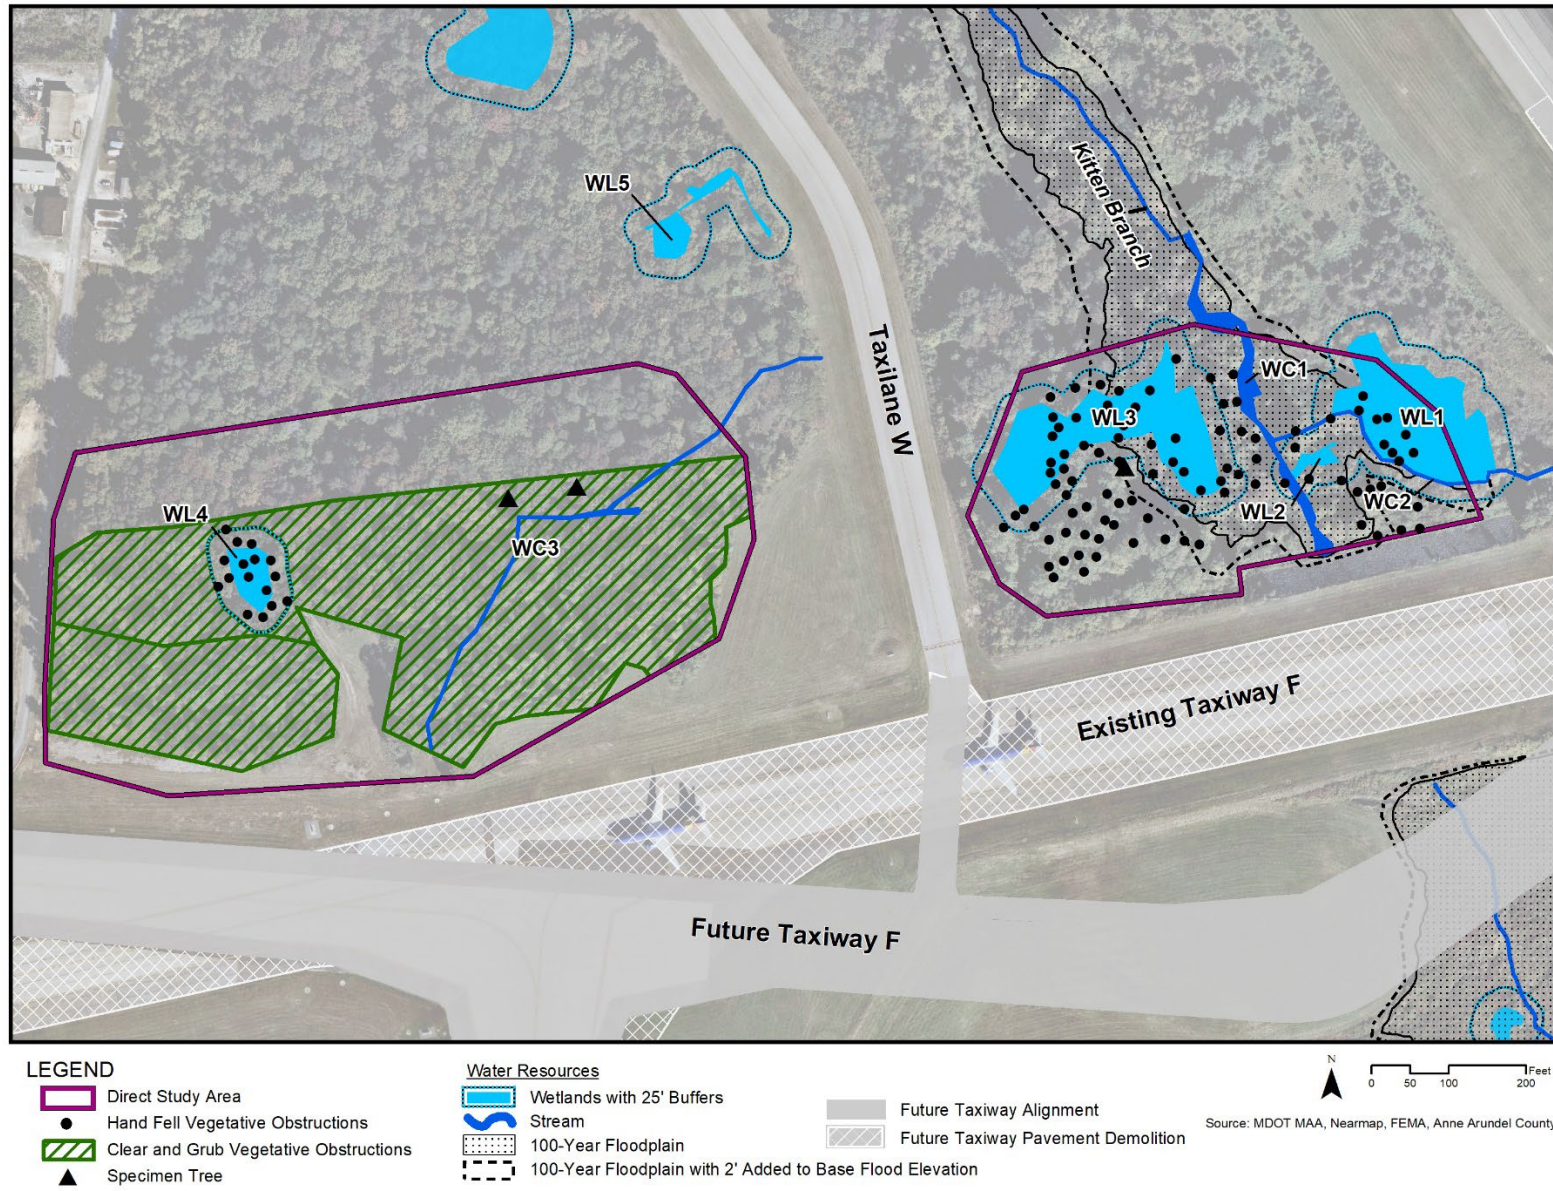 WL5
Kitten Branch
Taxilane W
WC1
WL3
WL1
WL4
WC3
WL2
WC2
Existing Taxiway F
Future Taxiway F
LEGEND
Direct Study Area
Hand Fell Vegetative Obstructions
Clear and Grub Vegetative Obstructions
Specimen Tree
Water Resources
Wetlands with 25' Buffers
Stream
100-Year Floodplain
100-Year Floodplain with 2' Added to Base Flood Elevation
Future Taxiway Alignment
Future Taxiway Pavement Demolition
N
Feet
0 50 100 200
Source: MDOT MAA, Nearmap, FEMA, Anne Arundel County